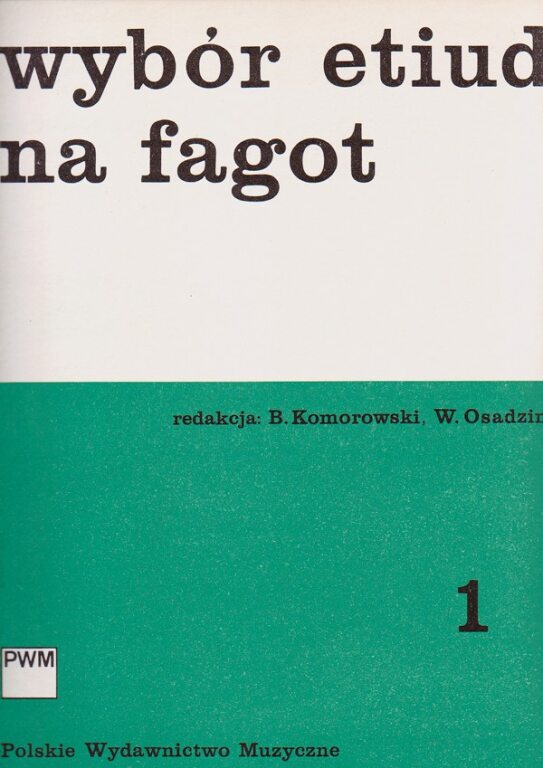 wybór etiud
na fagot
redakcja: B. Komorowski, W. Osadzin
1
PWM
Polskie Wydawnictwo Muzyczne